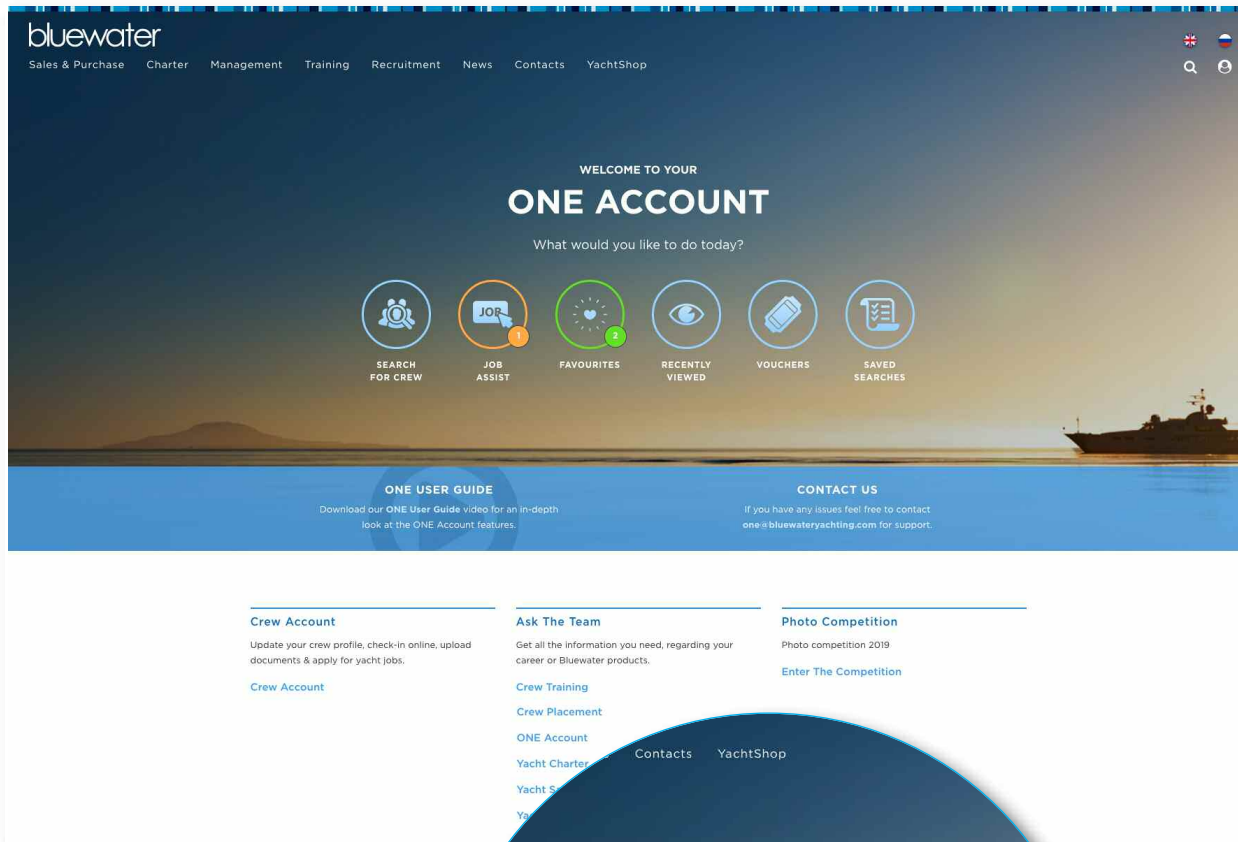 bluewater
Sales & Purchase Charter Management Training Recruitment News Contacts YachtShop
WELCOME TO YOUR
ONE ACCOUNT
What would you like to do today?
JOB
1
2
SEARCH
FOR CREW
JOB
ASSIST
FAVOURITES
RECENTLY
VIEWED
VOUCHERS
SAVED
SEARCHES
ONE USER GUIDE
Download our ONE User Guide video for an in-depth
look at the ONE Account features.
CONTACT US
If you have any issues feel free to contact
one@bluewateryachting.com for support.
Crew Account
Update your crew profile, check-in online, upload
documents & apply for yacht jobs.
Crew Account
Ask The Team
Get all the information you need, regarding your
career or Bluewater products.
Crew Training
Crew Placement
ONE Account
Yacht Charter
Yacht
Photo Competition
Photo competition 2019
Enter The Competition
Contacts YachtShop